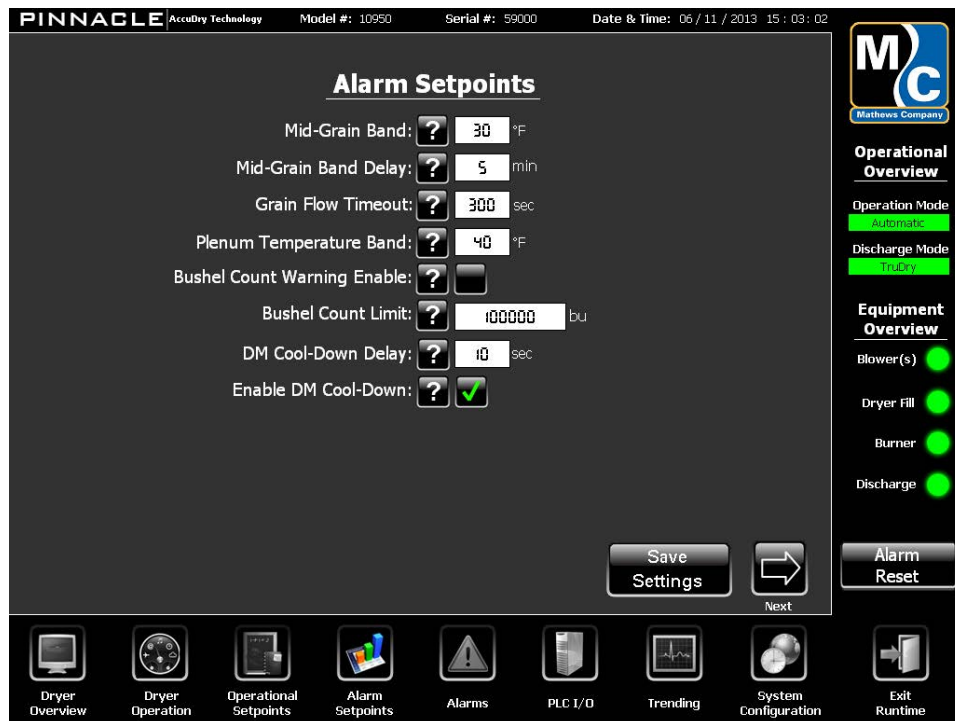 PINNACLE AccuDry Technology Model #: 10950 Serial #: 59000 Date & Time: 06 / 11 / 2013 15 : 03 : 02
MC
Mathews Company
Alarm Setpoints
Mid-Grain Band: ? 30 °F
Mid-Grain Band Delay: ? 5 min
Grain Flow Timeout: ? 300 sec
Plenum Temperature Band: ? 40 °F
Bushel Count Warning Enable: ?
Bushel Count Limit: ? 100000 bu
DM Cool-Down Delay: ? 10 sec
Enable DM Cool-Down: ? ✓
Save
Settings
Next
Operational
Overview
Operation Mode
Automatic
Discharge Mode
TruDry
Equipment
Overview
Blower(s)
Dryer Fill
Burner
Discharge
Alarm
Reset
Dryer
Overview
Dryer
Operation
Operational
Setpoints
Alarm
Setpoints
Alarms
PLC I/O
Trending
System
Configuration
Exit
Runtime